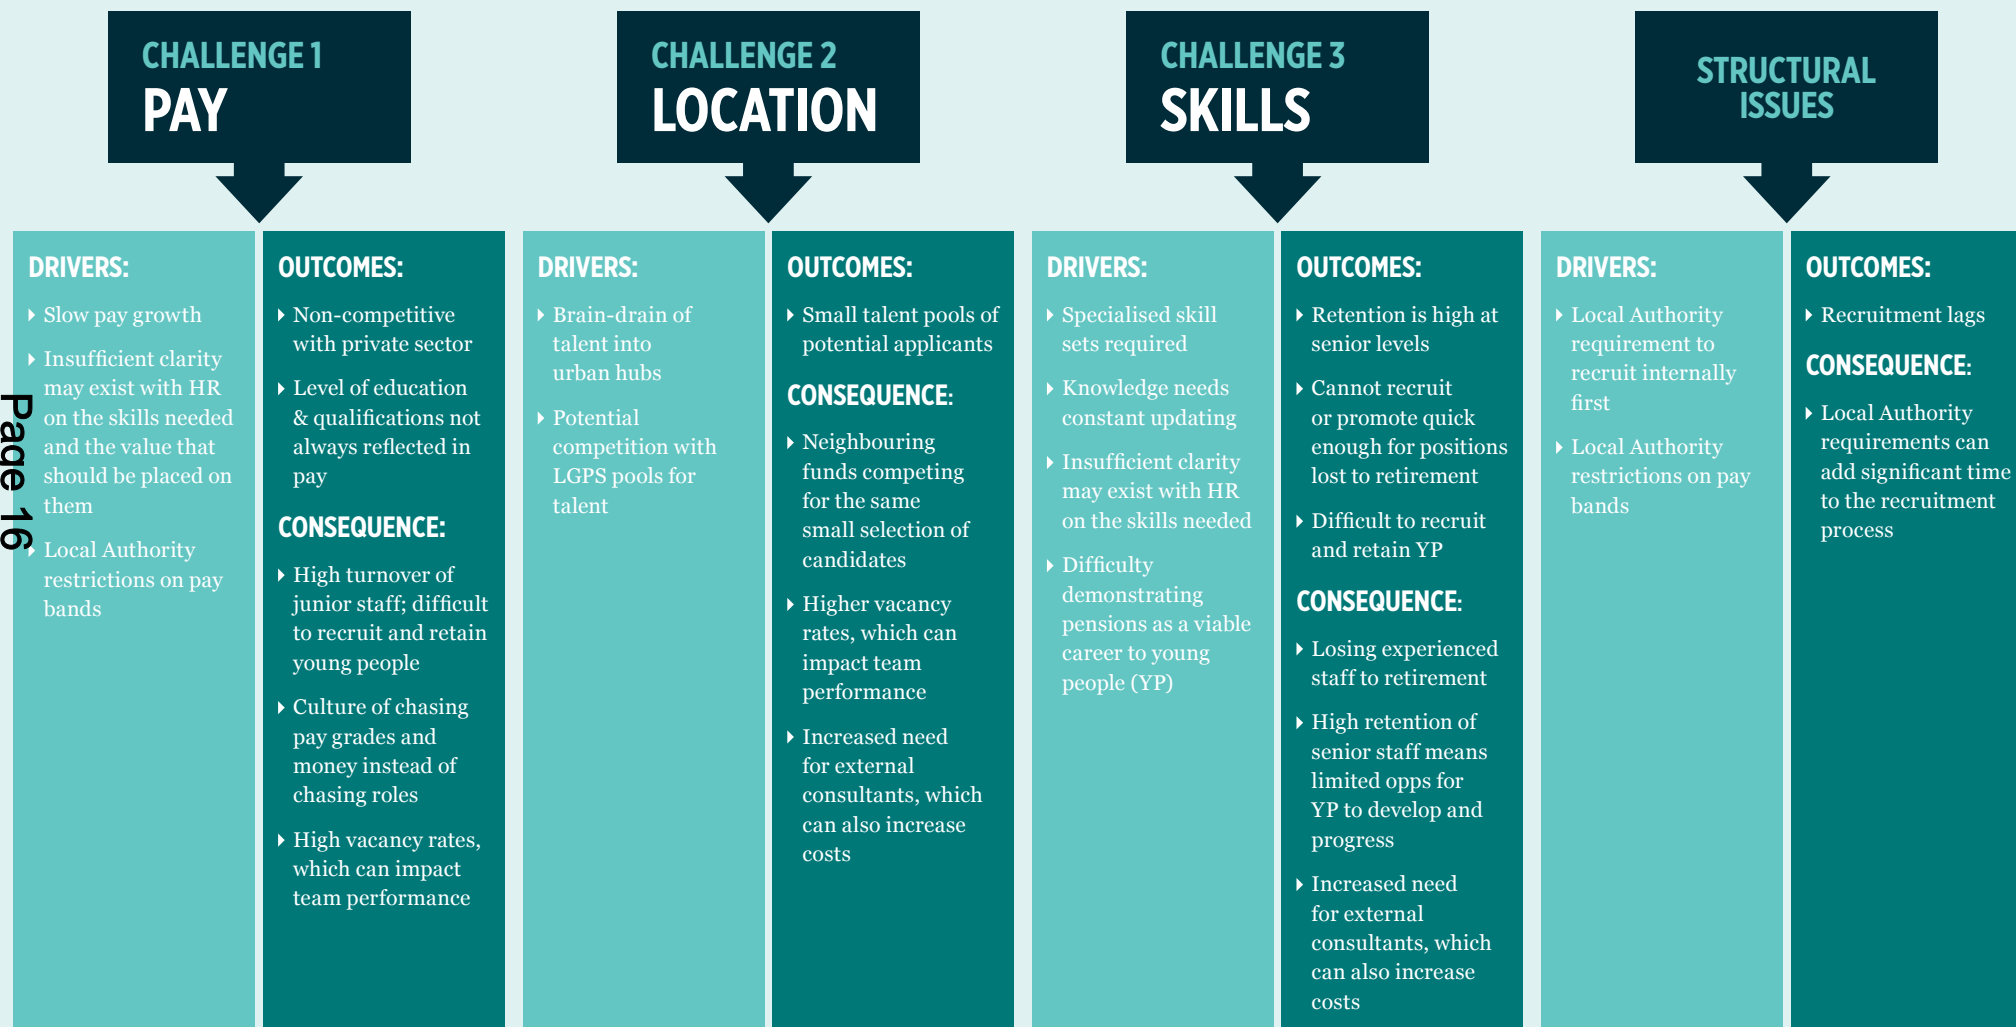 CHALLENGE 1
PAY
DRIVERS:
Slow pay growth
Insufficient clarity
may exist with HR
on the skills needed
and the value that
should be placed on
them
Local Authority
restrictions on pay
bands
OUTCOMES:
Non-competitive
with private sector
Level of education
& qualifications not
always reflected in
pay
CONSEQUENCE:
High turnover of
junior staff; difficult
to recruit and retain
young people
Culture of chasing
pay grades and
money instead of
chasing roles
High vacancy rates,
which can impact
team performance
CHALLENGE 2
LOCATION
DRIVERS:
Brain-drain of
talent into
urban hubs
Potential
competition with
LGPS pools for
talent
OUTCOMES:
Small talent pools of
potential applicants
CONSEQUENCE:
Neighbouring
funds competing
for the same
small selection of
candidates
Higher vacancy
rates, which can
impact team
performance
Increased need
for external
consultants, which
can also increase
costs
CHALLENGE 3
SKILLS
DRIVERS:
Specialised skill
sets required
Knowledge needs
constant updating
Insufficient clarity
may exist with HR
on the skills needed
Difficulty
demonstrating
pensions as a viable
career to young
people (YP)
OUTCOMES:
Retention is high at
senior levels
Cannot recruit
or promote quick
enough for positions
lost to retirement
Difficult to recruit
and retain YP
CONSEQUENCE:
Losing experienced
staff to retirement
High retention of
senior staff means
limited opps for
YP to develop and
progress
Increased need
for external
consultants, which
can also increase
costs
STRUCTURAL
ISSUES
DRIVERS:
Local Authority
requirement to
recruit internally
first
Local Authority
restrictions on pay
bands
OUTCOMES:
Recruitment lags
CONSEQUENCE:
Local Authority
requirements can
add significant time
to the recruitment
process
Page 16